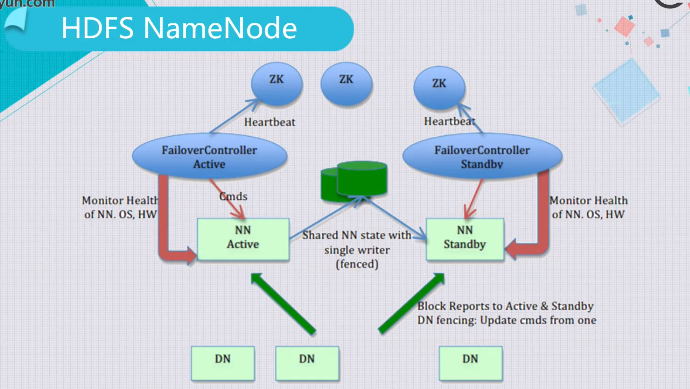 yun.com
HDFS NameNode
ZK
ZK
ZK
Heartbeat
Heartbeat
FailoverController
Active
FailoverController
Standby
Cmds
Monitor Health
of NN. OS, HW
Monitor Health
of NN. OS, HW
NN
Active
Shared NN state with
single writer
(fenced)
NN
Standby
Block Reports to Active & Standby
DN fencing: Update cmds from one
DN
DN
DN